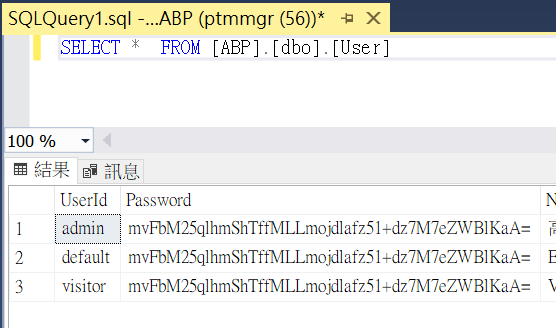 SQLQuery1.sql -...ABP (ptmmgr (56))*
SELECT * FROM [ABP].[dbo].[User]
100 %
結果 訊息
UserId Password N
1 admin mvFbM25qlhmShTffMLLmojdlafz51+dz7M7eZWBlKaA= 高
2 default mvFbM25qlhmShTffMLLmojdlafz51+dz7M7eZWBlKaA= E
3 visitor mvFbM25qlhmShTffMLLmojdlafz51+dz7M7eZWBlKaA= V